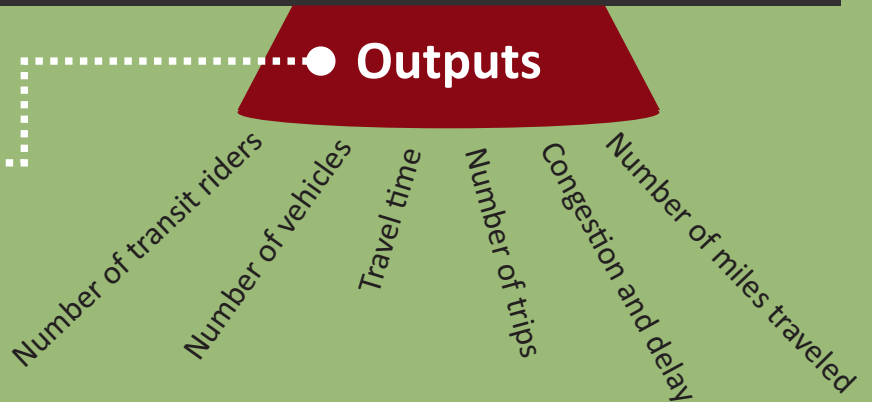 Outputs
Number of transit riders
Number of vehicles
Travel time
Number of trips
Congestion and delay
Number of miles traveled